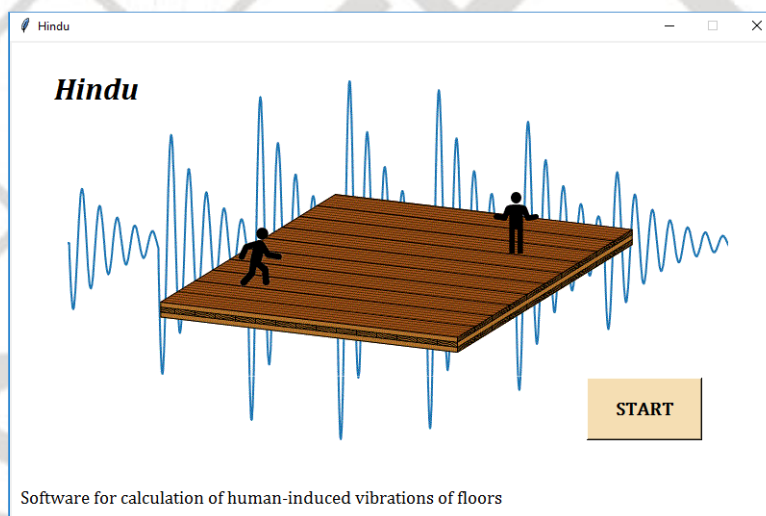 Hindu
Hindu
START
Software for calculation of human-induced vibrations of floors